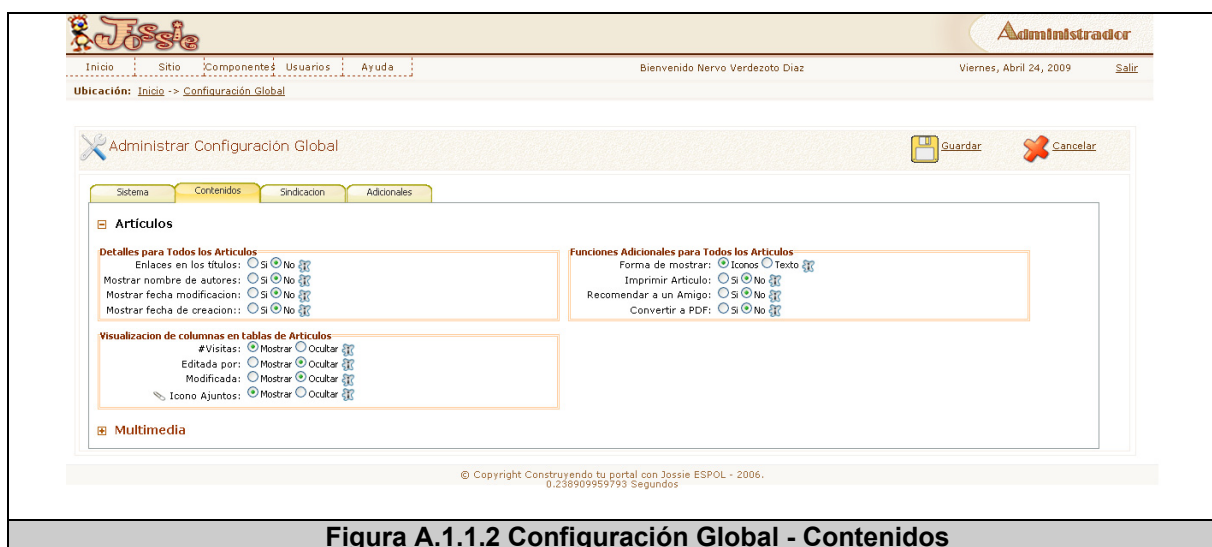 Jossie
Administrador
Inicio Sitio Componentes Usuarios Ayuda Bienvenido Nervo Verdezoto Diaz Viernes, Abril 24, 2009 Salir
Ubicación: Inicio -> Configuración Global
Administrar Configuración Global Guardar Cancelar
Sistema Contenidos Sindicacion Adicionales
Artículos
Detalles para Todos los Articulos
Enlaces en los títulos: Si No
Mostrar nombre de autores: Si No
Mostrar fecha modificacion: Si No
Mostrar fecha de creacion:: Si No
Funciones Adicionales para Todos los Articulos
Forma de mostrar: Iconos Texto
Imprimir Articulo: Si No
Recomendar a un Amigo: Si No
Convertir a PDF: Si No
Visualizacion de columnas en tablas de Articulos
#Visitas: Mostrar Ocultar
Editada por: Mostrar Ocultar
Modificada: Mostrar Ocultar
Icono Ajuntos: Mostrar Ocultar
Multimedia
© Copyright Construyendo tu portal con Jossie ESPOL - 2006.
0.238909959793 Segundos
Figura A.1.1.2 Configuración Global - Contenidos